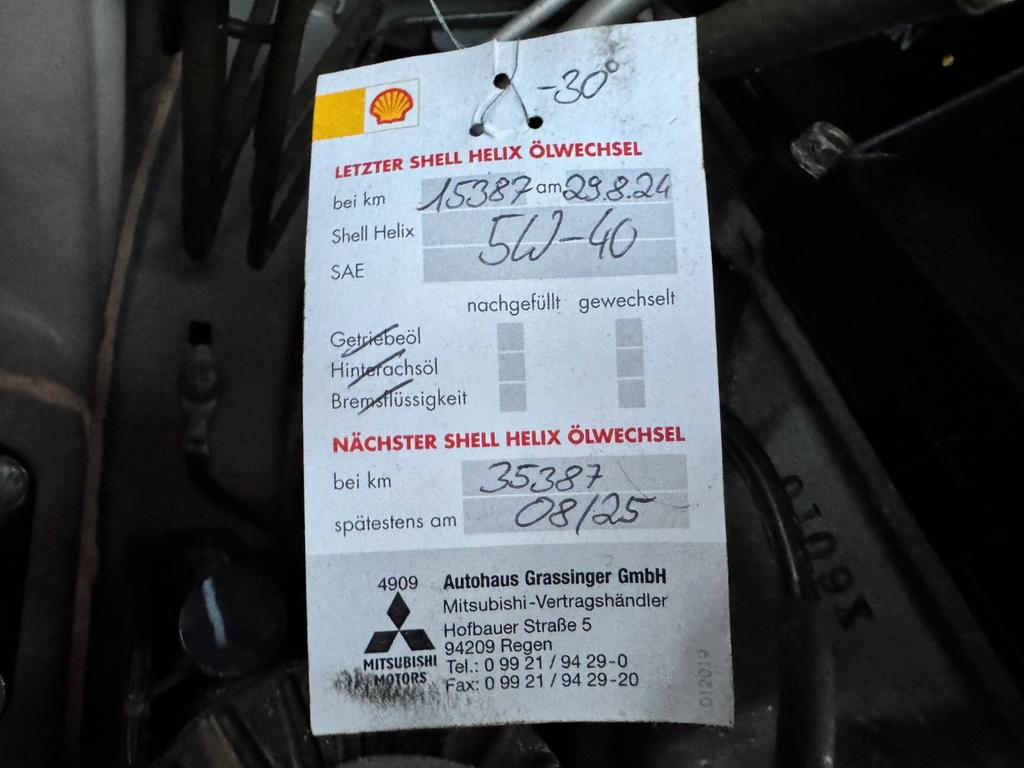 -30°
LETZTER SHELL HELIX ÖLWECHSEL
bei km 15387 am 29.8.24
Shell Helix 5W-40
SAE
nachgefüllt gewechselt
Getriebeöl
Hinterachsöl
Bremsflüssigkeit
NÄCHSTER SHELL HELIX ÖLWECHSEL
bei km 35387
spätestens am 08/25
4909 Autohaus Grassinger GmbH
Mitsubishi-Vertragshändler
Hofbauer Straße 5
94209 Regen
MITSUBISHI Tel.: 0 99 21 / 94 29-0
MOTORS Fax: 0 99 21 / 94 29-20
012019